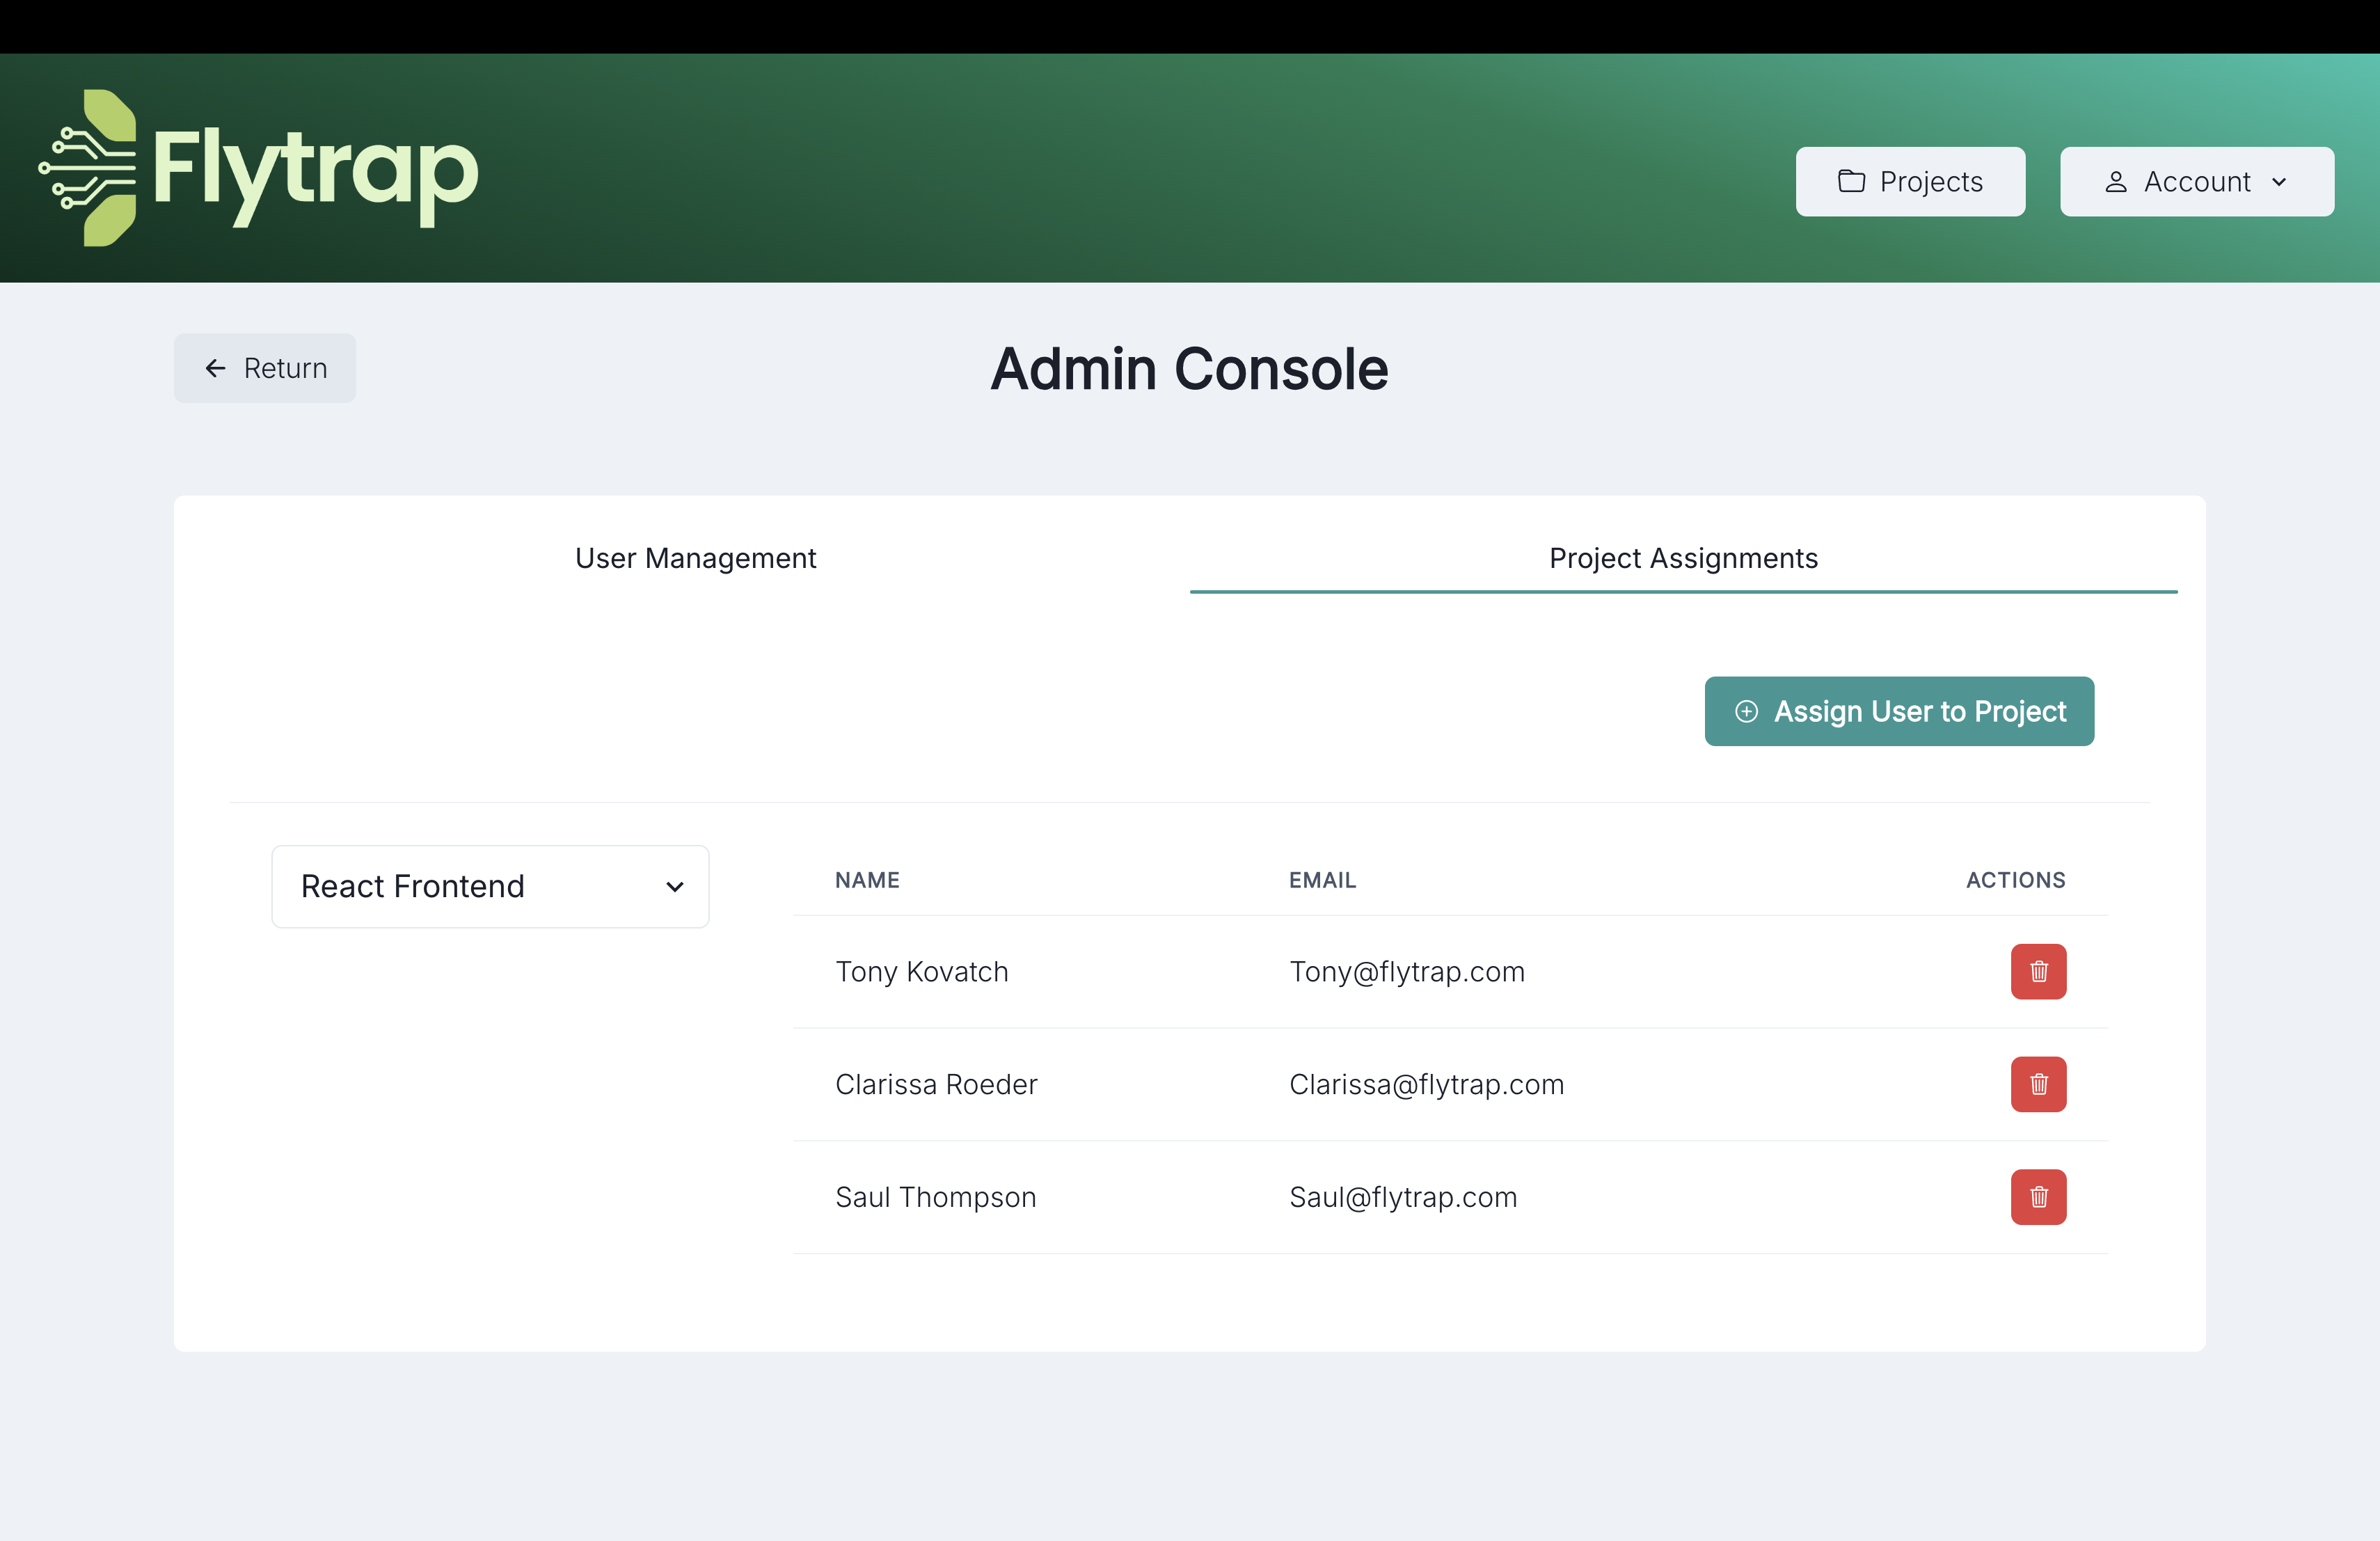 Flytrap
Projects
Account
Return
Admin Console
User Management
Project Assignments
Assign User to Project
React Frontend
NAME EMAIL ACTIONS
Tony Kovatch Tony@flytrap.com
Clarissa Roeder Clarissa@flytrap.com
Saul Thompson Saul@flytrap.com